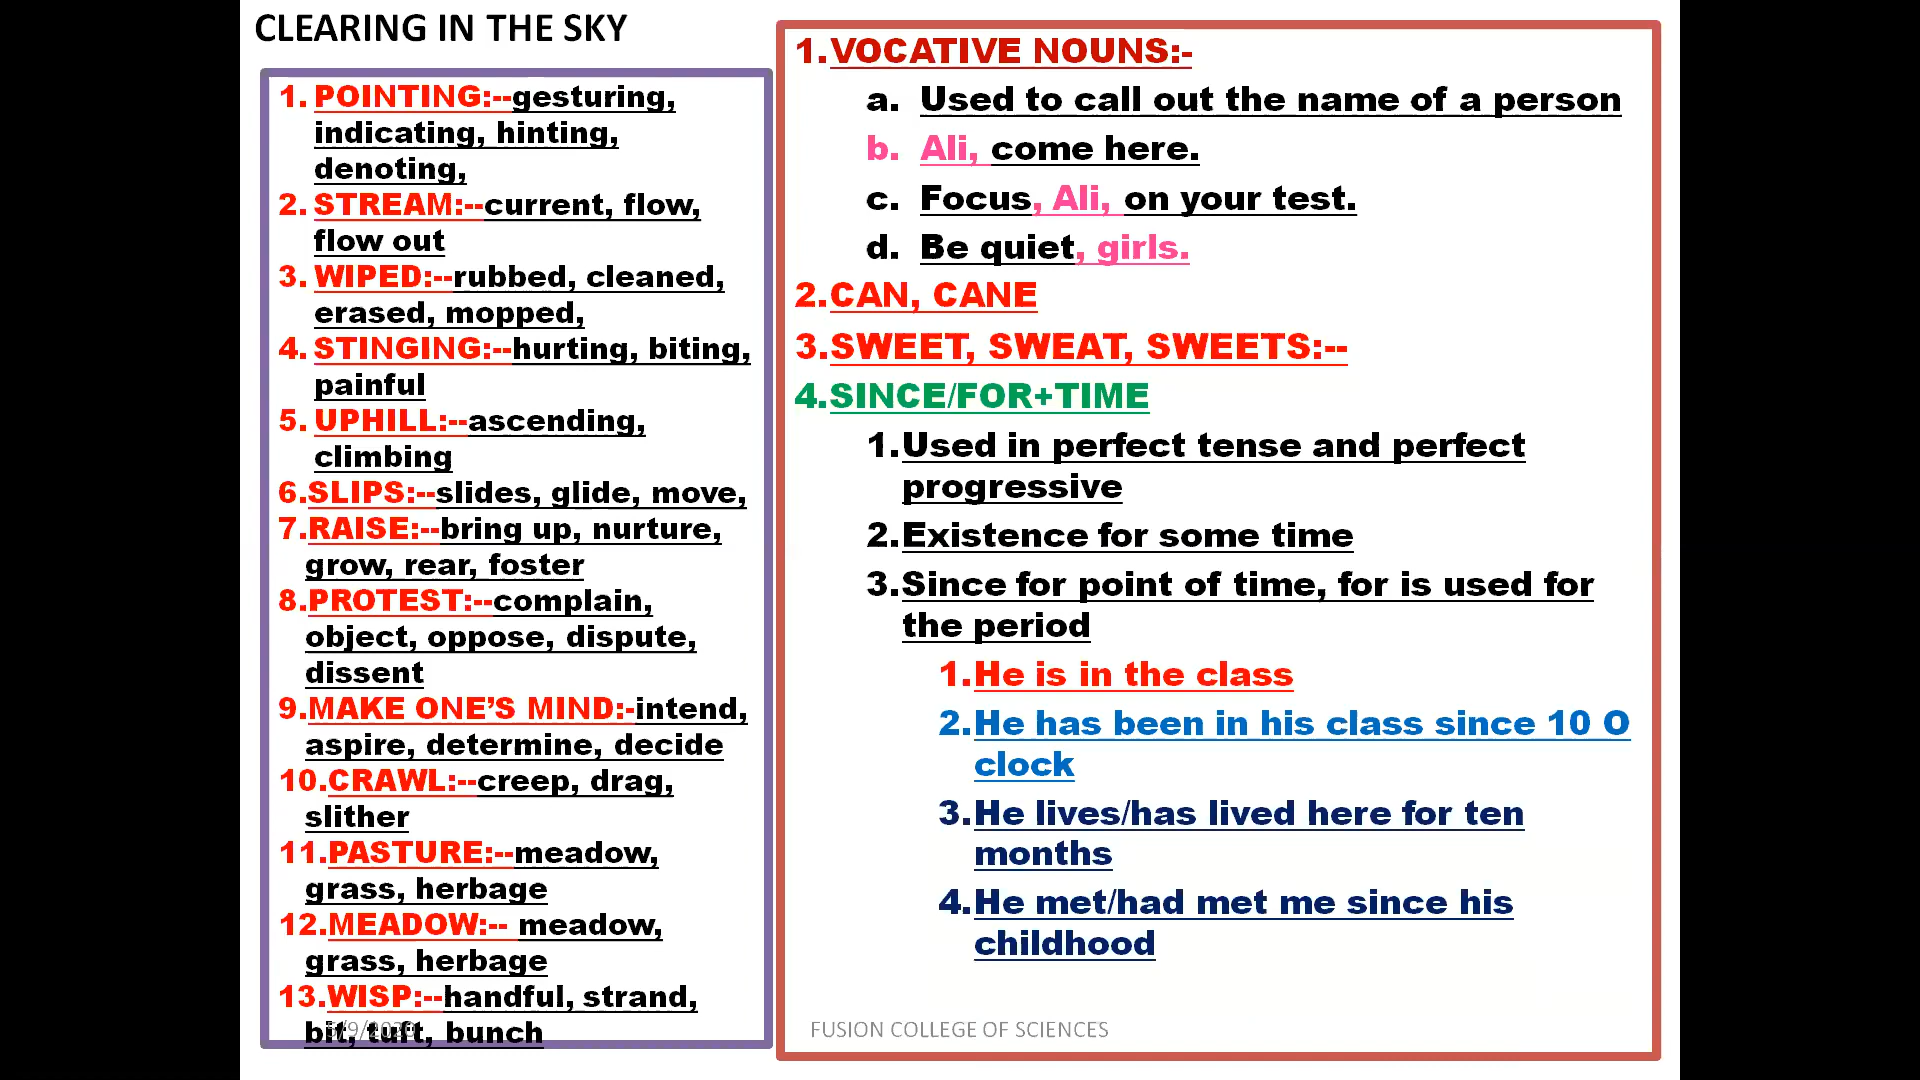 CLEARING IN THE SKY
1. POINTING:--gesturing,
indicating, hinting,
denoting,
2. STREAM:--current, flow,
flow out
3. WIPED:--rubbed, cleaned,
erased, mopped,
4. STINGING:--hurting, biting,
painful
5. UPHILL:--ascending,
climbing
6.SLIPS:--slides, glide, move,
7.RAISE:--bring up, nurture,
grow, rear, foster
8.PROTEST:--complain,
object, oppose, dispute,
dissent
9.MAKE ONE’S MIND:-intend,
aspire, determine, decide
10.CRAWL:--creep, drag,
slither
11.PASTURE:--meadow,
grass, herbage
12.MEADOW:-- meadow,
grass, herbage
13.WISP:--handful, strand,
bit, tuft, bunch
5/9/2020
1.VOCATIVE NOUNS:-
a. Used to call out the name of a person
b. Ali, come here.
c. Focus, Ali, on your test.
d. Be quiet, girls.
2.CAN, CANE
3.SWEET, SWEAT, SWEETS:--
4.SINCE/FOR+TIME
1.Used in perfect tense and perfect
progressive
2.Existence for some time
3.Since for point of time, for is used for
the period
1.He is in the class
2.He has been in his class since 10 O
clock
3.He lives/has lived here for ten
months
4.He met/had met me since his
childhood
FUSION COLLEGE OF SCIENCES